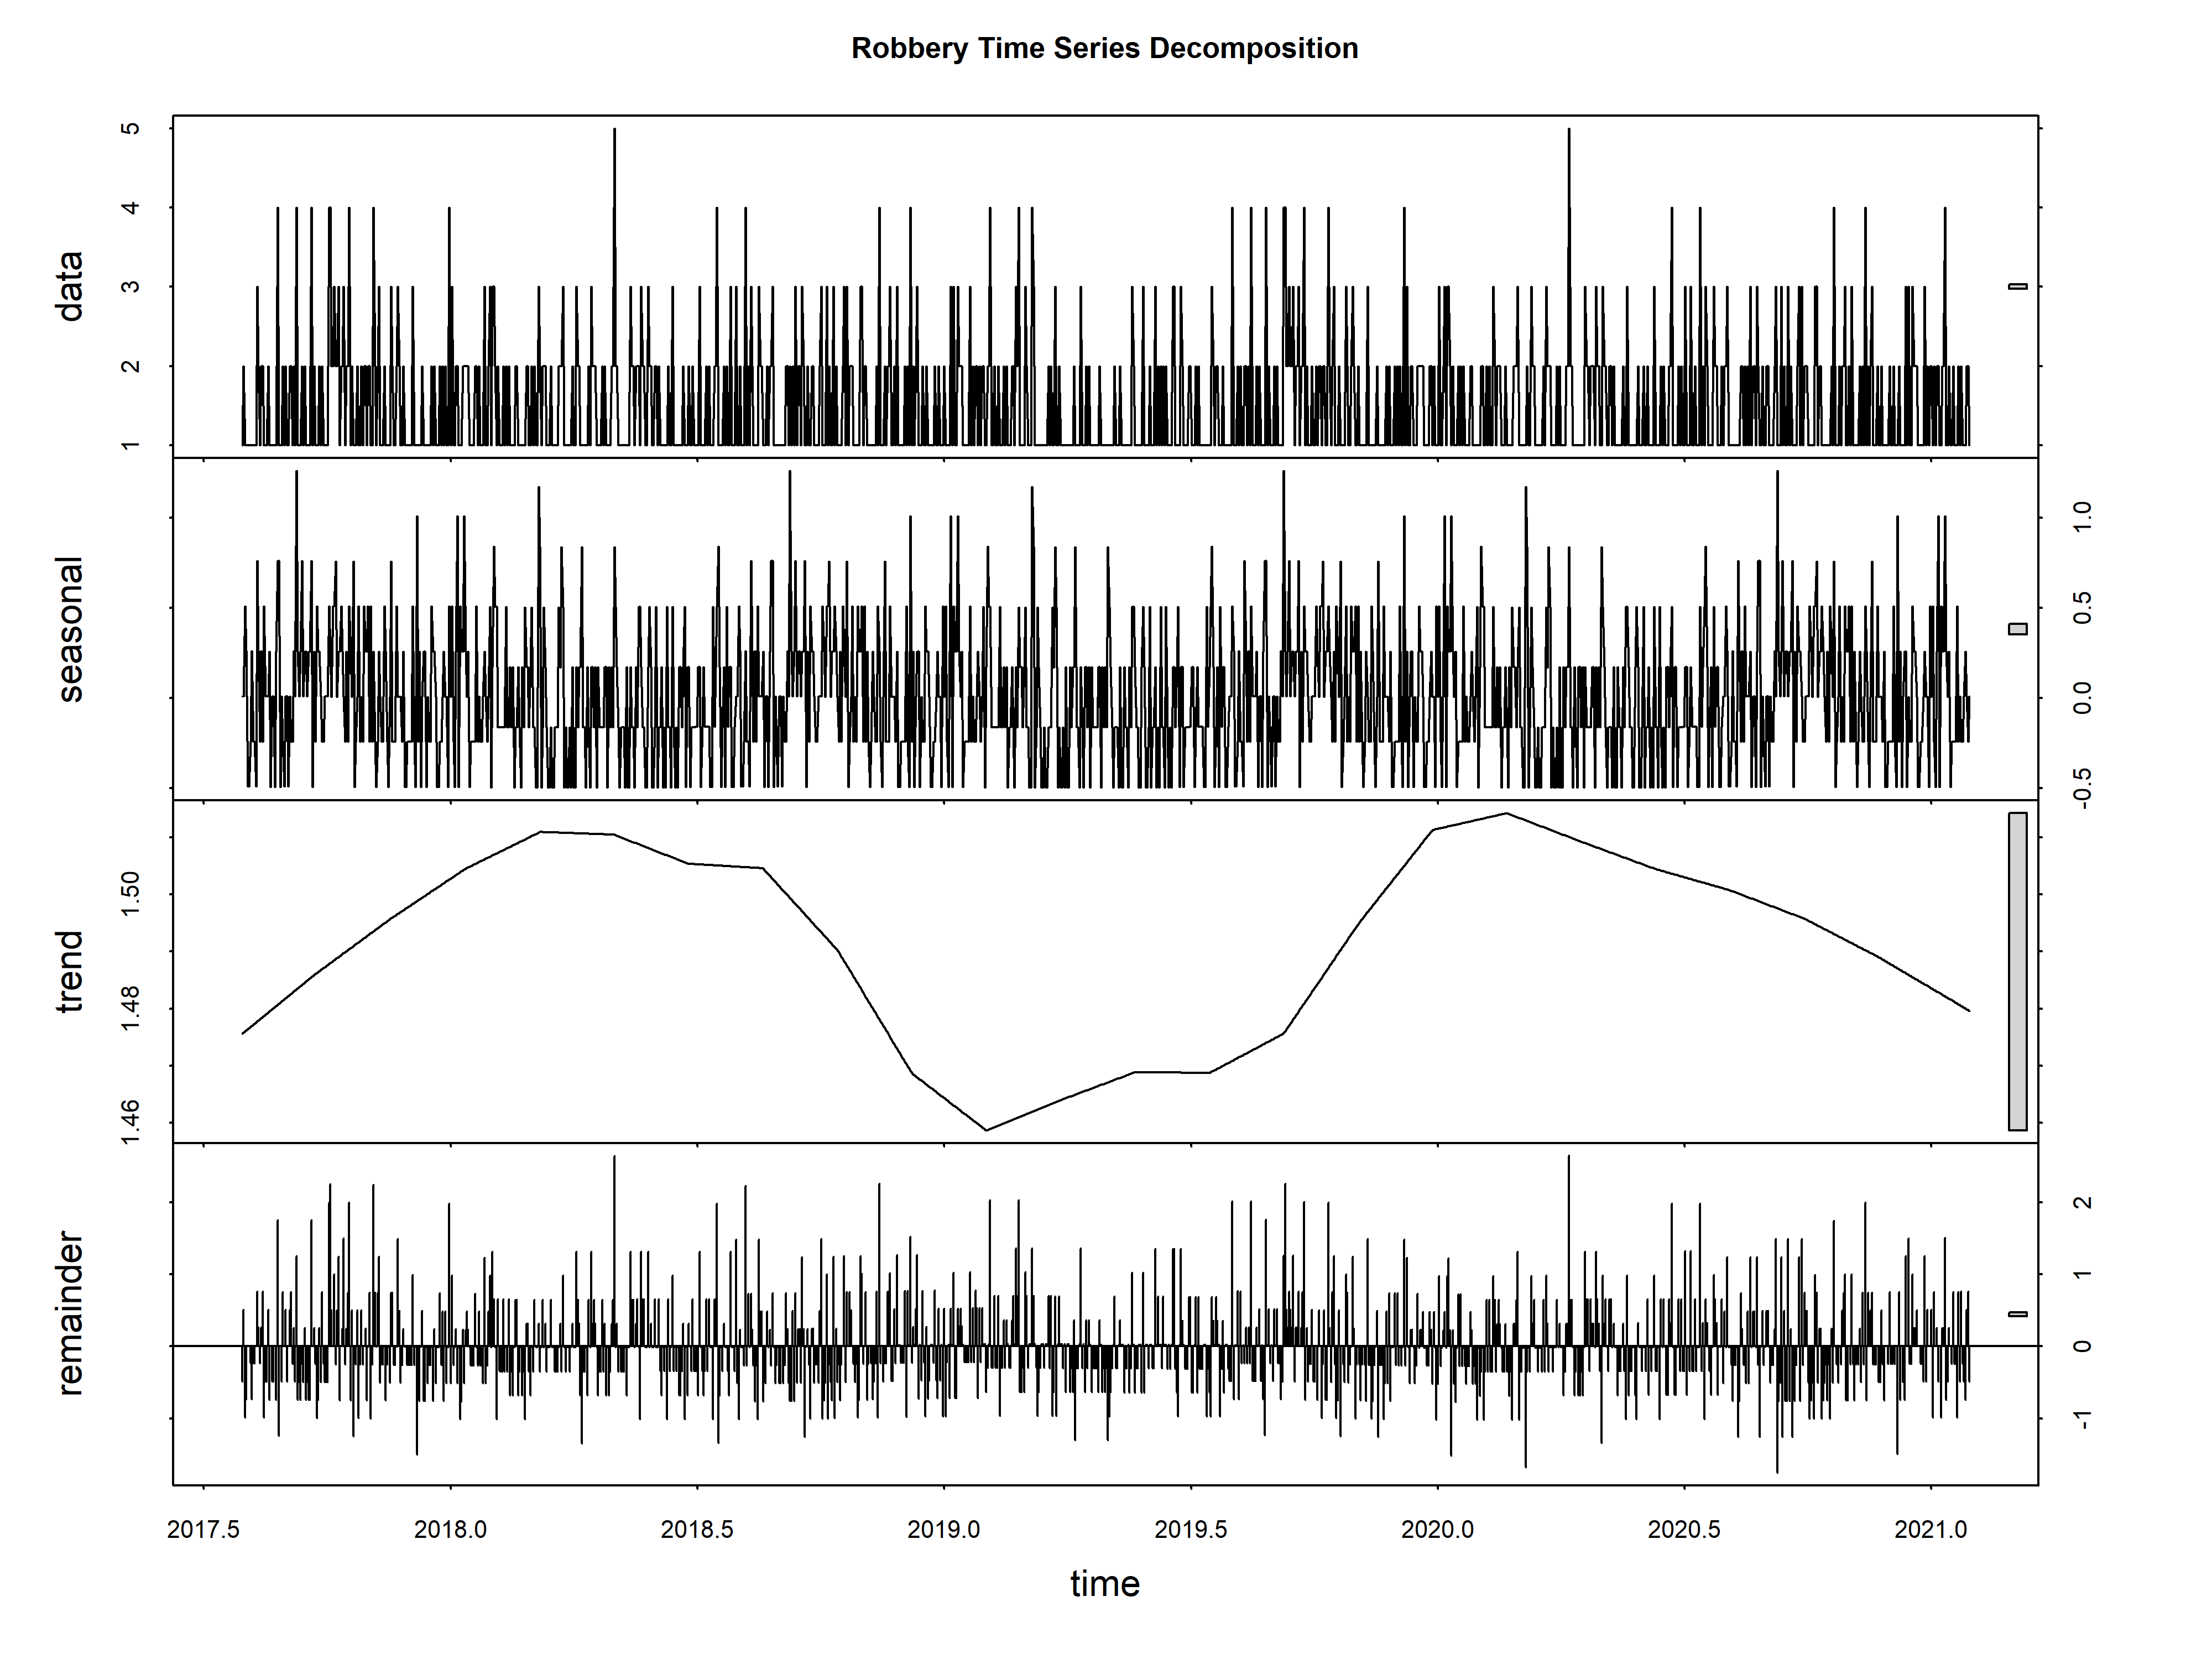 Robbery Time Series Decomposition
data
1 2 3 4 5
seasonal
-0.5 0.0 0.5 1.0
trend
1.46 1.48 1.50
remainder
-1 0 1 2
2017.5 2018.0 2018.5 2019.0 2019.5 2020.0 2020.5 2021.0
time